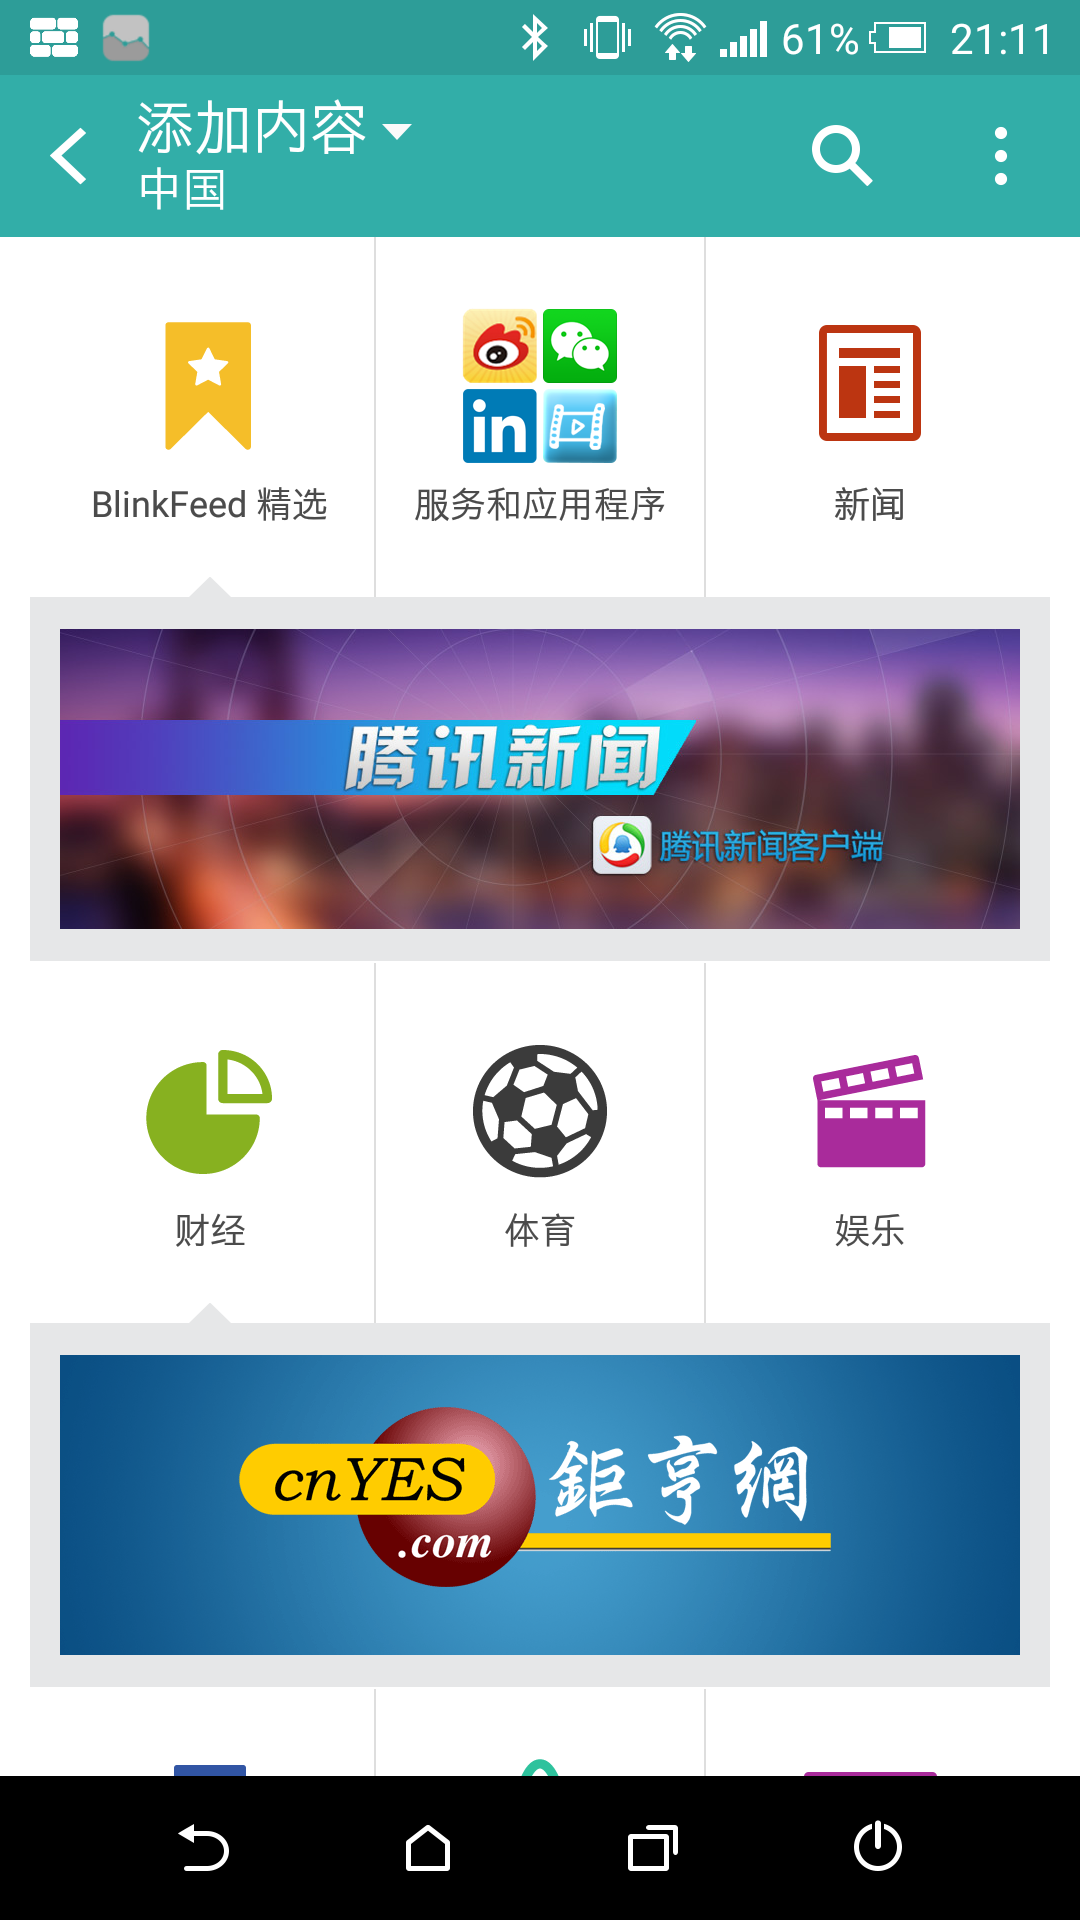 61% 21:11
添加内容
中国
BlinkFeed 精选
服务和应用程序
新闻
in
腾讯新闻
腾讯新闻客户端
财经
体育
娱乐
cnYES
.com
鉅亨網